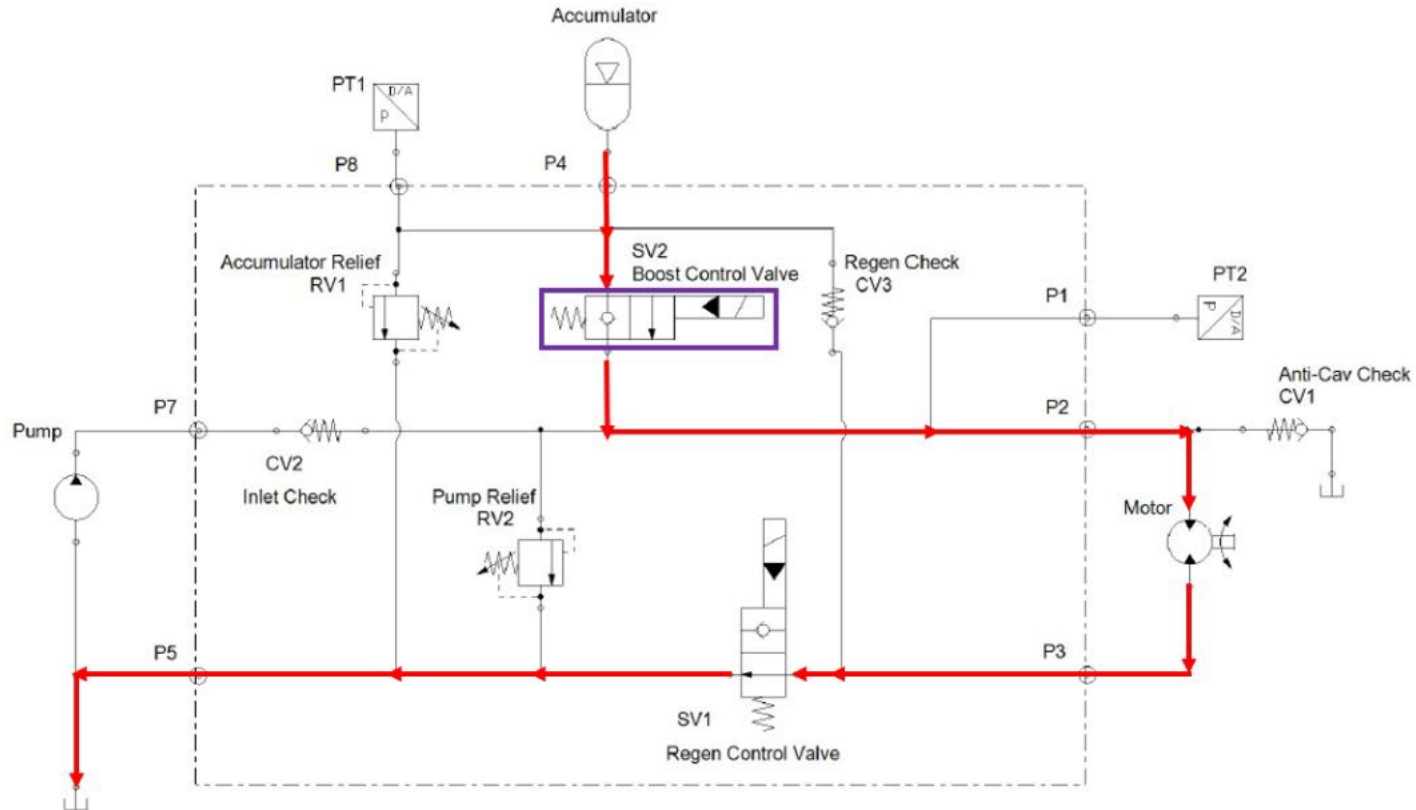 Accumulator
PT1
D/A
P
P8
P4
Accumulator Relief
RV1
SV2
Boost Control Valve
Regen Check
CV3
P1
PT2
P
D/A
Anti-Cav Check
CV1
P7
P2
Pump
CV2
Inlet Check
Pump Relief
RV2
Motor
P5
P3
SV1
Regen Control Valve